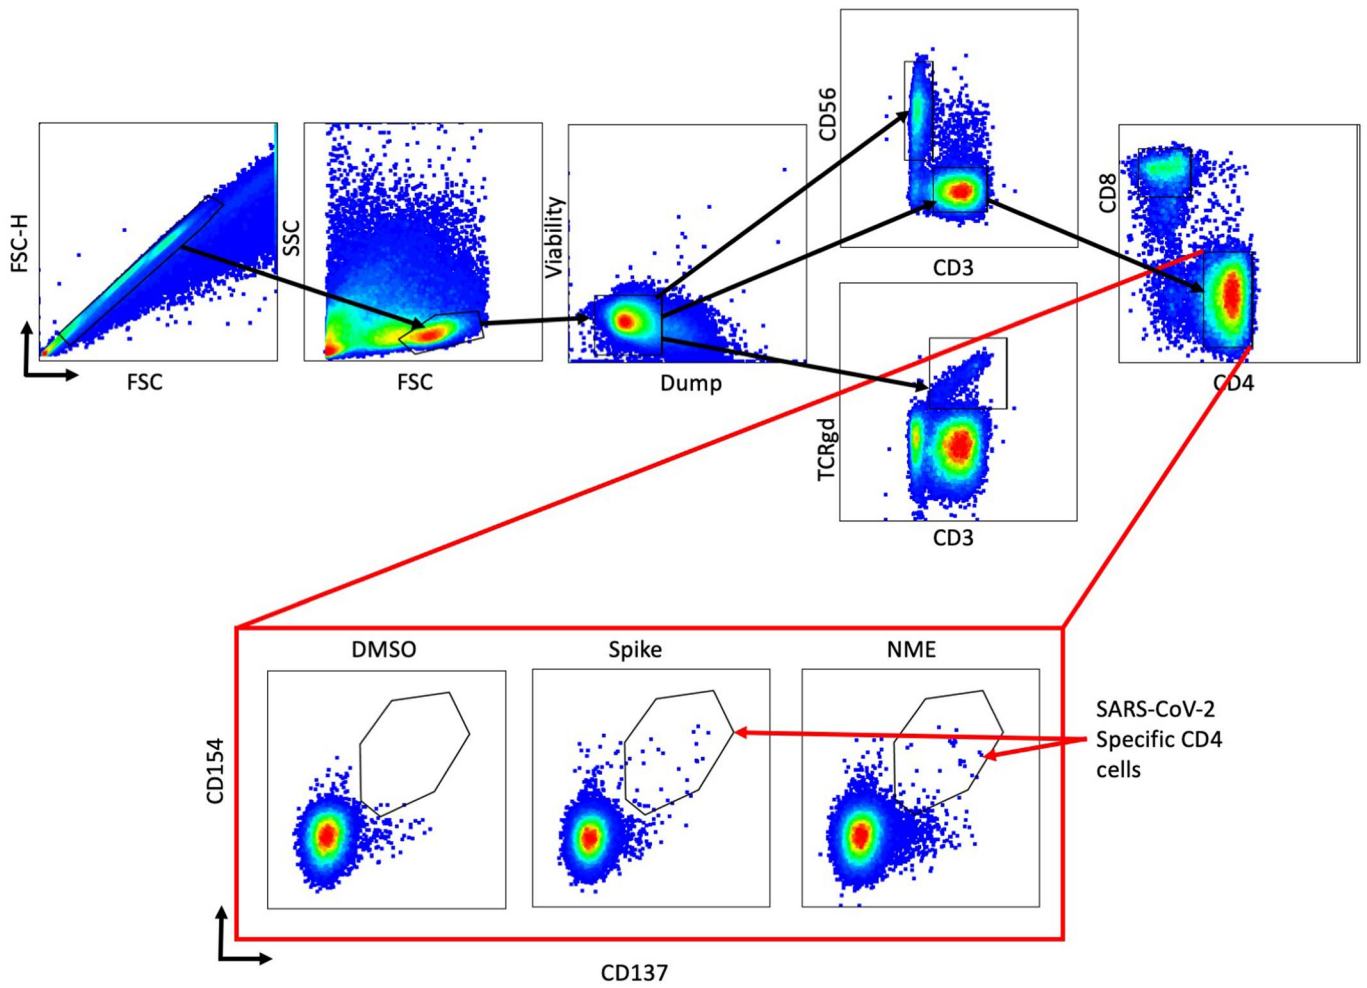 FSC-H
FSC
SSC
FSC
Viability
Dump
CD56
CD3
CD8
CD4
TCRgd
CD3
DMSO
Spike
NME
CD154
CD137
SARS-CoV-2
Specific CD4
cells